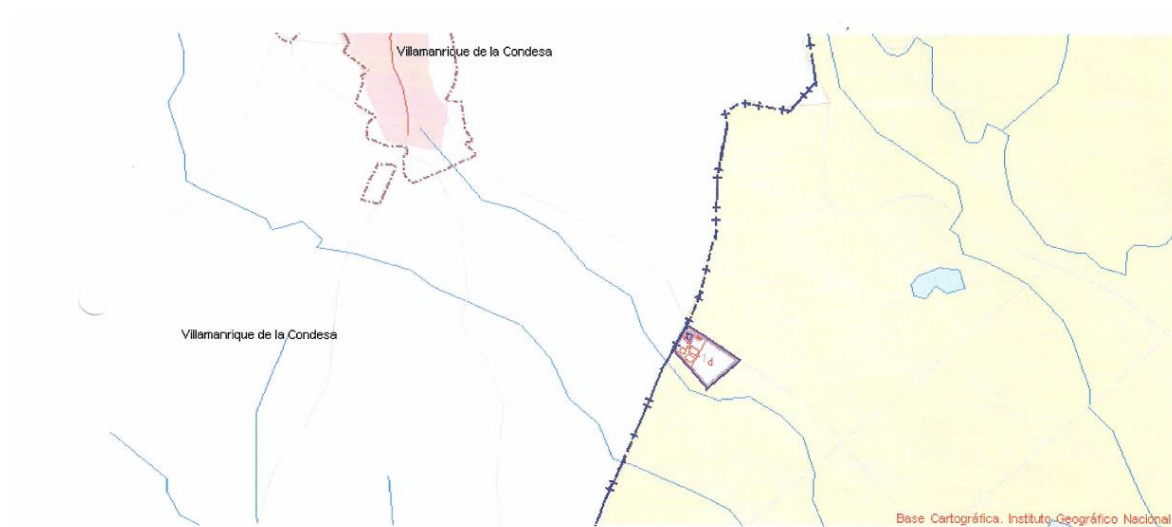 Villamanrique de la Condesa
Villamanrique de la Condesa
P
Base Cartográfica. Instituto Geográfico Nacional